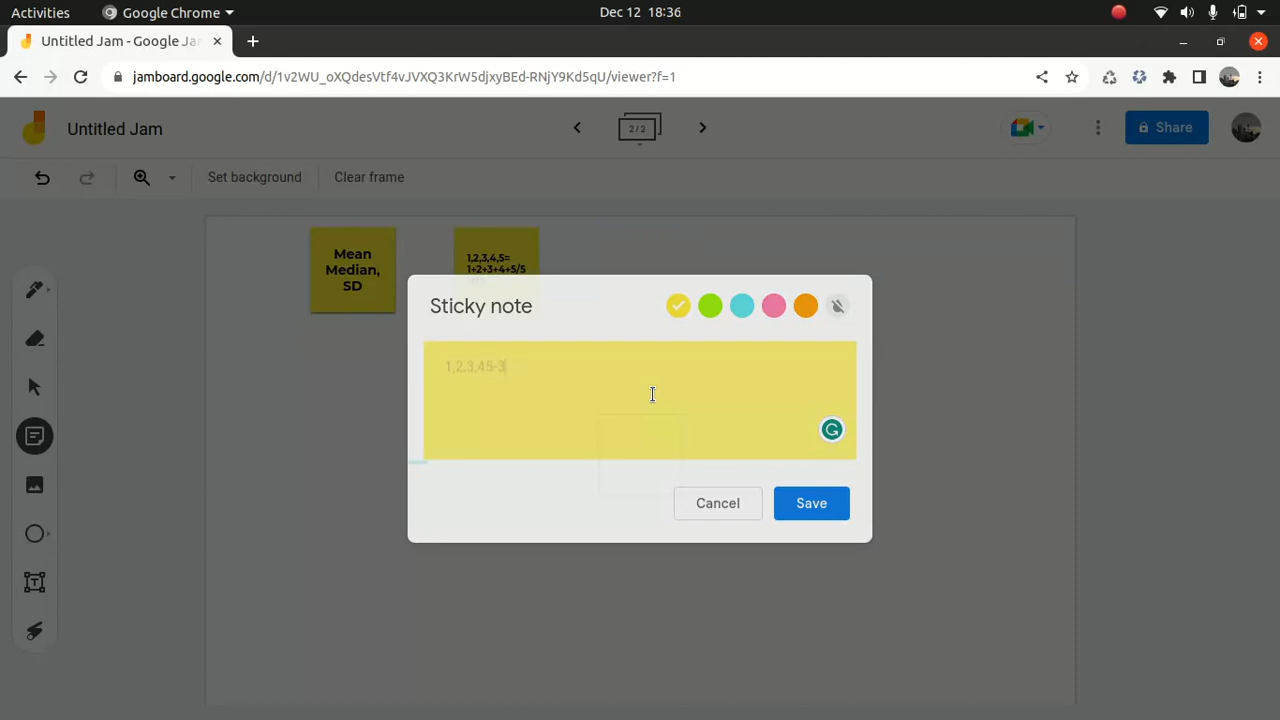 Activities
Google Chrome
Dec 12 18:36
Untitled Jam - Google Ja
jamboard.google.com/d/1v2WU_oXQdesVtf4vJVXQ3KrW5djxyBEd-RNjY9Kd5qU/viewer?f=1
Untitled Jam
2/2
Share
Set background
Clear frame
Mean
Median,
SD
1,2,3,4,5=
1+2+3+4+5/5
Sticky note
1,2,3,45-3
Cancel
Save